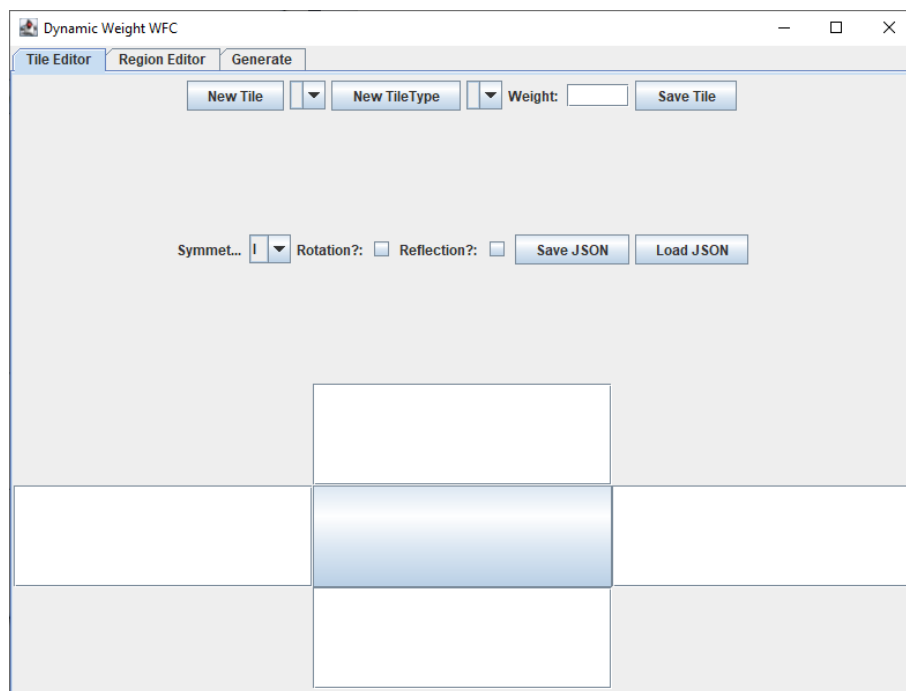 Dynamic Weight WFC
Tile Editor Region Editor Generate
New Tile New TileType Weight: Save Tile
Symmet... I Rotation?: Reflection?: Save JSON Load JSON